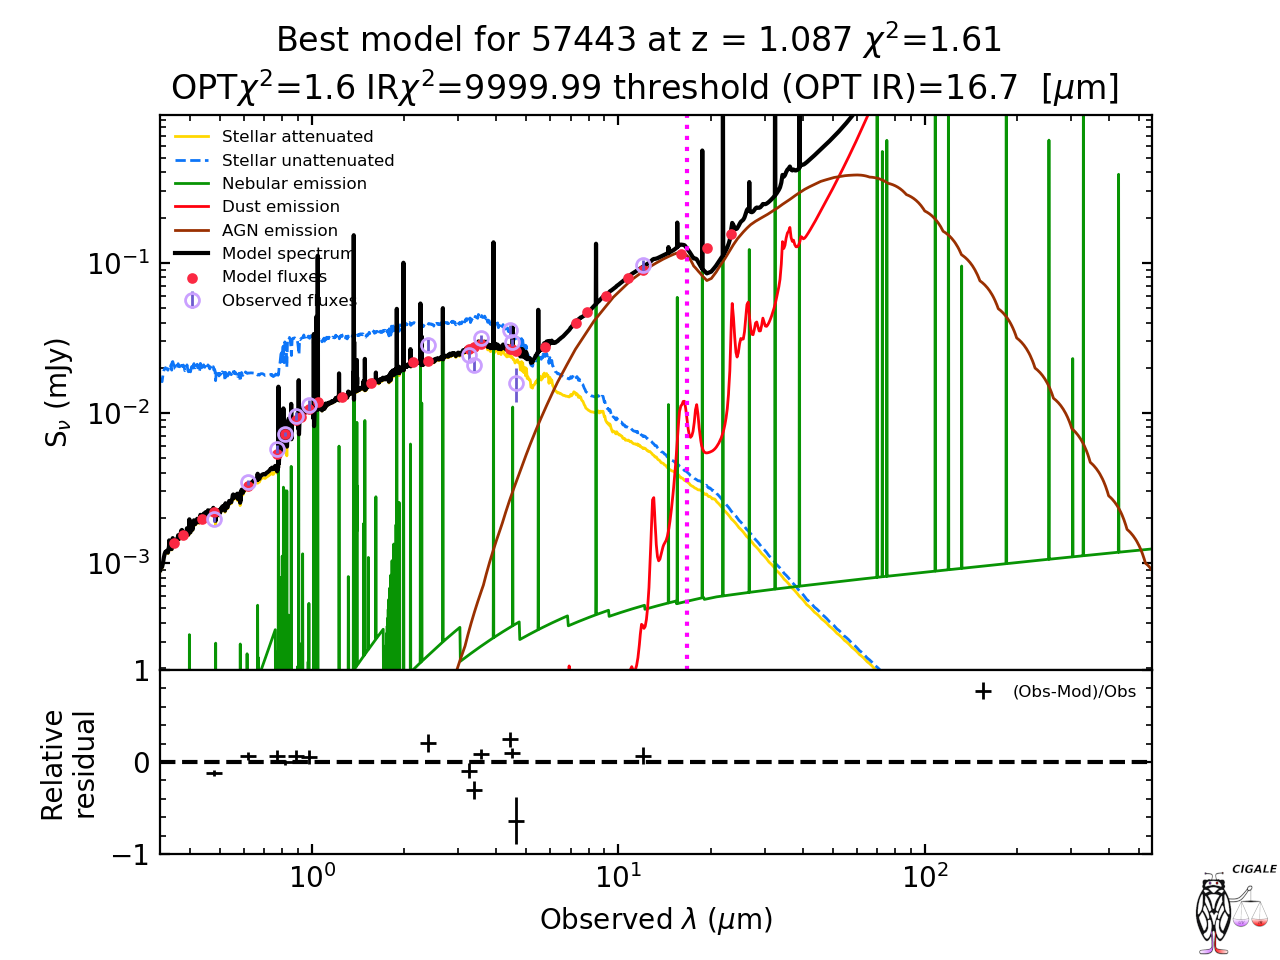 Best model for 57443 at z = 1.087 χ²=1.61
OPTχ²=1.6 IRχ²=9999.99 threshold (OPT IR)=16.7 [μm]
Stellar attenuated
Stellar unattenuated
Nebular emission
Dust emission
AGN emission
Model spectrum
Model fluxes
Observed fluxes
S_ν (mJy)
10⁻¹
10⁻²
10⁻³
1
0
−1
Relative
residual
(Obs-Mod)/Obs
10⁰
10¹
10²
Observed λ (μm)
CIGALE